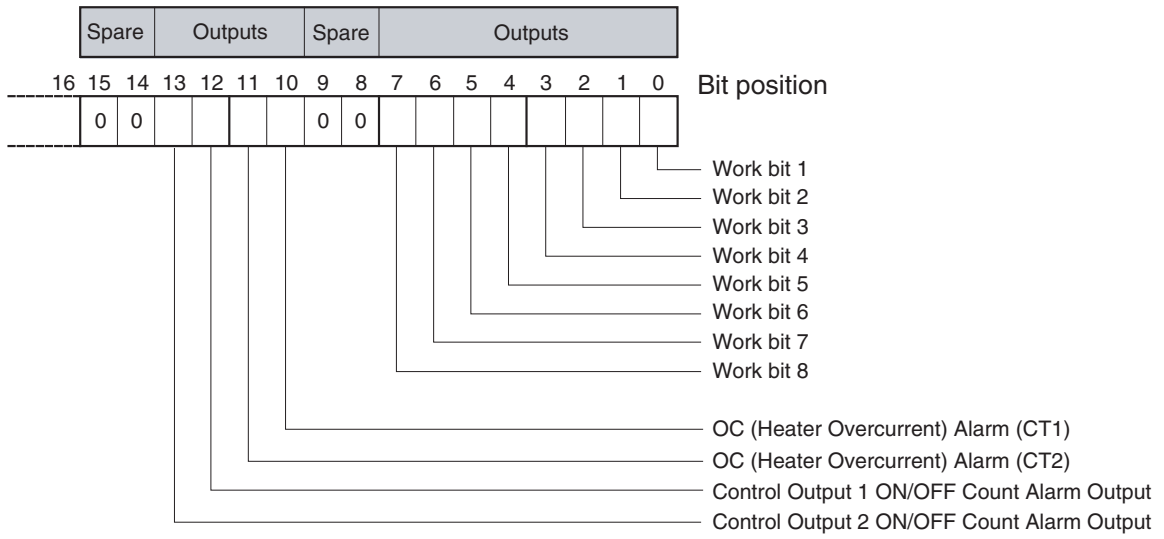 Spare Outputs Spare Outputs
16 15 14 13 12 11 10 9 8 7 6 5 4 3 2 1 0 Bit position
0 0 0 0
Work bit 1
Work bit 2
Work bit 3
Work bit 4
Work bit 5
Work bit 6
Work bit 7
Work bit 8
OC (Heater Overcurrent) Alarm (CT1)
OC (Heater Overcurrent) Alarm (CT2)
Control Output 1 ON/OFF Count Alarm Output
Control Output 2 ON/OFF Count Alarm Output